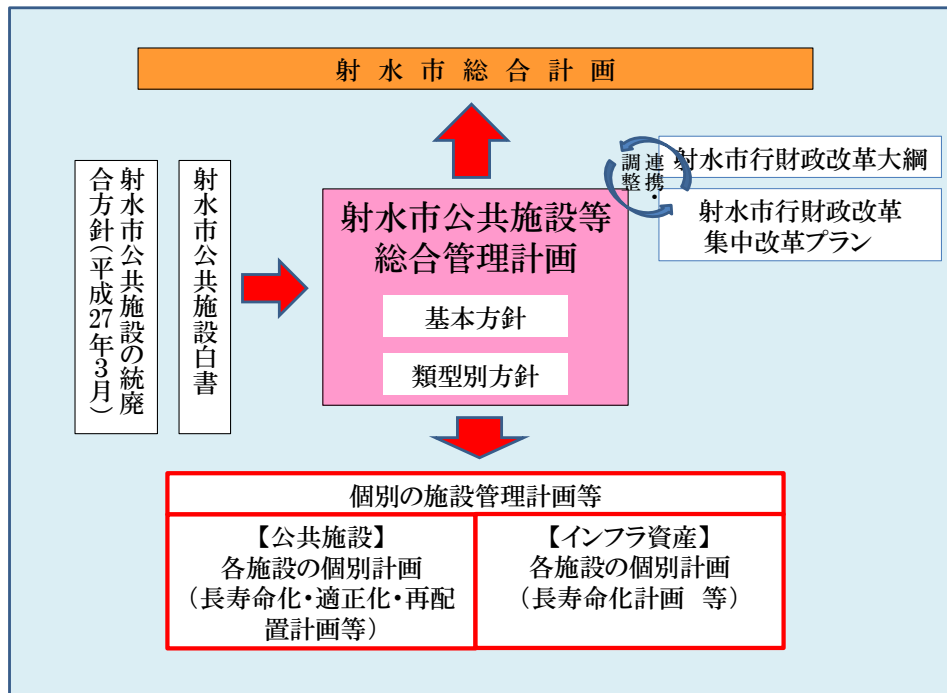 射水市総合計画
連携・
調整
射水市行財政改革大綱
射水市行財政改革
集中改革プラン
射水市公共施設の統廃
合方針（平成27年3月）
射水市公共施設白書
射水市公共施設等
総合管理計画
基本方針
類型別方針
個別の施設管理計画等
【公共施設】
各施設の個別計画
（長寿命化・適正化・再配
置計画等）
【インフラ資産】
各施設の個別計画
（長寿命化計画　等）